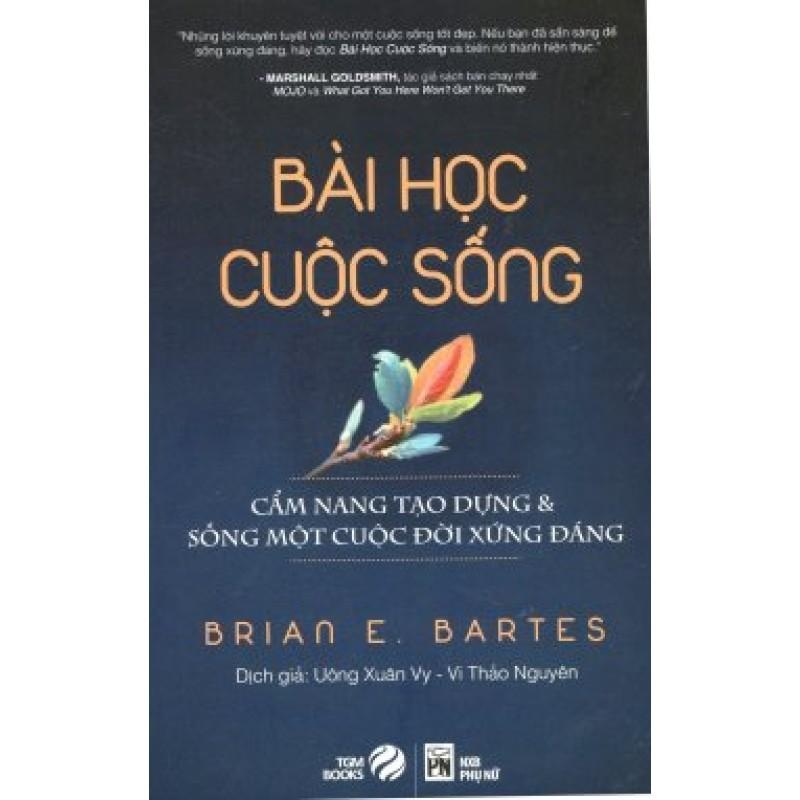 "Những lời khuyên tuyệt vời cho một cuộc sống tốt đẹp. Nếu bạn đã sẵn sàng để
sống xứng đáng, hãy đọc Bài Học Cuộc Sống và biến nó thành hiện thực."
- MARSHALL GOLDSMITH, tác giả sách bán chạy nhất
MOJO và What Got You Here Won't Get You There
BÀI HỌC
CUỘC SỐNG
CẨM NANG TẠO DỰNG &
SỐNG MỘT CUỘC ĐỜI XỨNG ĐÁNG
BRIAN E. BARTES
Dịch giả: Uông Xuân Vy - Vi Thảo Nguyên
TGM
BOOKS
PN
NXB
PHỤ NỮ